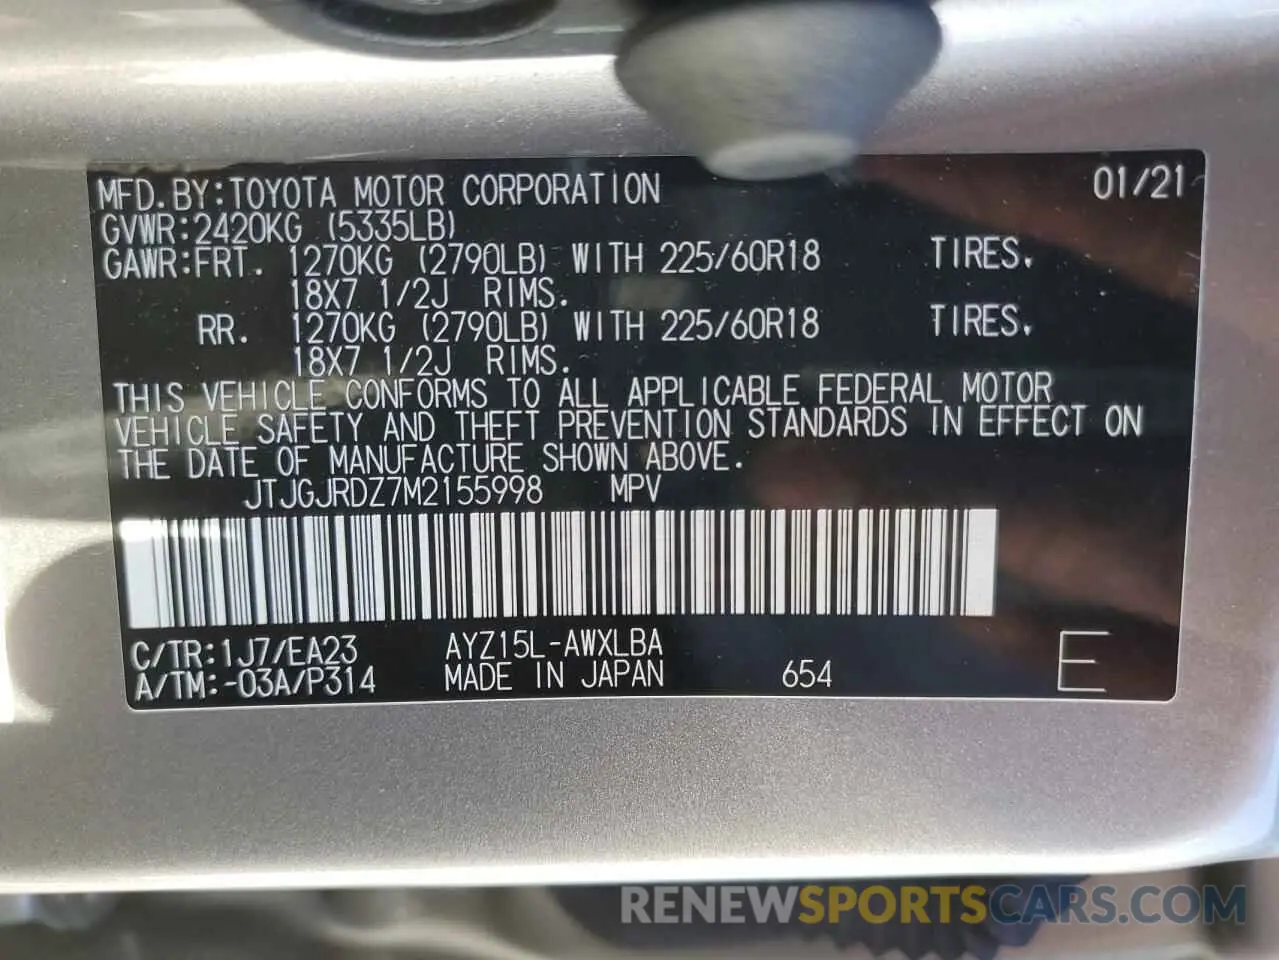 MFD.BY:TOYOTA MOTOR CORPORATION 01/21
GVWR:2420KG (5335LB)
GAWR:FRT. 1270KG (2790LB) WITH 225/60R18 TIRES.
18X7 1/2J RIMS.
RR. 1270KG (2790LB) WITH 225/60R18 TIRES.
18X7 1/2J RIMS.
THIS VEHICLE CONFORMS TO ALL APPLICABLE FEDERAL MOTOR
VEHICLE SAFETY AND THEFT PREVENTION STANDARDS IN EFFECT ON
THE DATE OF MANUFACTURE SHOWN ABOVE.
JTJGJRDZ7M2155998 MPV
C/TR:1J7/EA23 AYZ15L-AWXLBA
A/TM:-03A/P314 MADE IN JAPAN 654 E
RENEWSPORTSCARS.COM